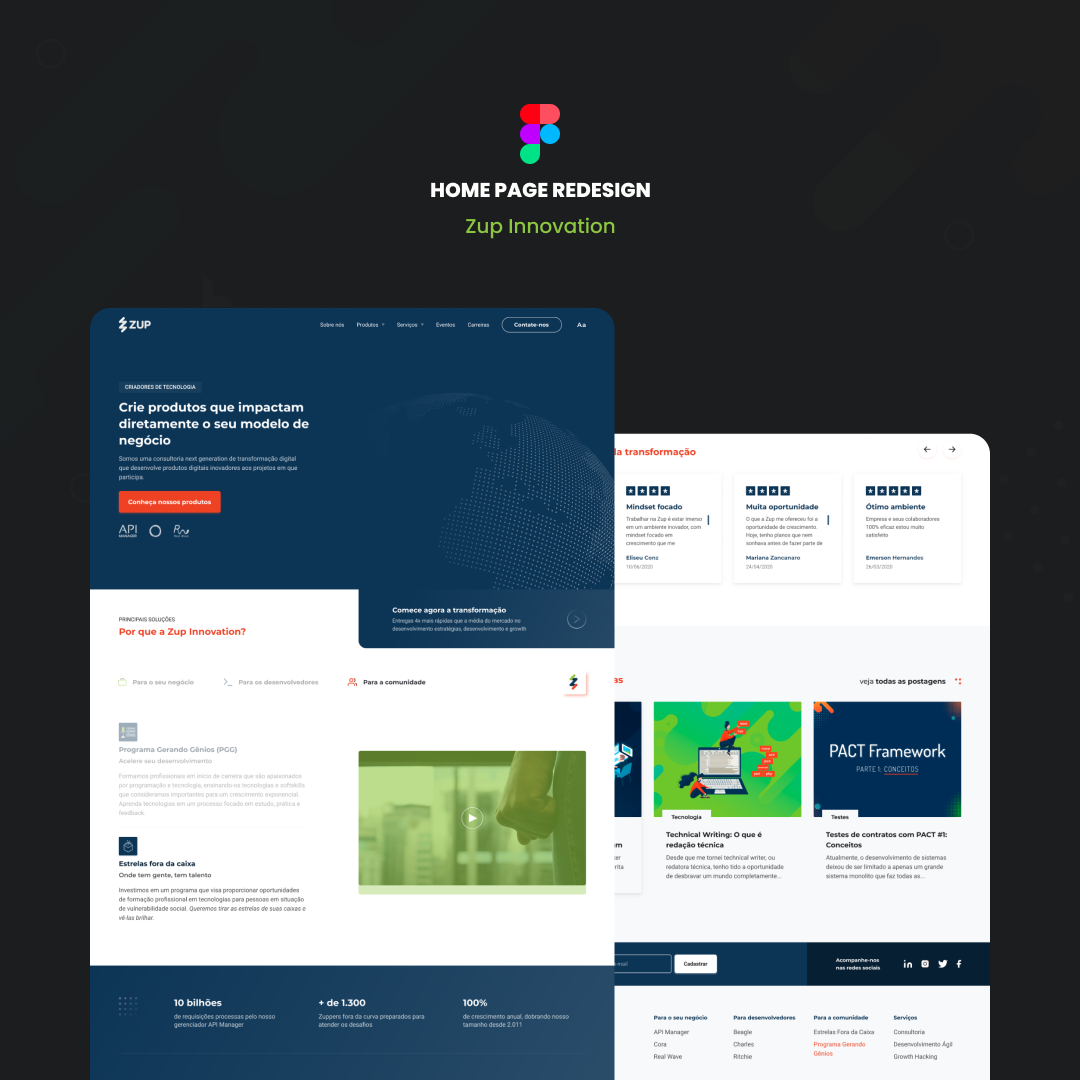 HOME PAGE REDESIGN
Zup Innovation
ZUP
Sobre nós
Produtos
Serviços
Eventos
Carreiras
Contate-nos
Aa
CRIADORES DE TECNOLOGIA
Crie produtos que impactam
diretamente o seu modelo de
negócio
Somos uma consultoria next generation de transformação digital
que desenvolve produtos digitais inovadores aos projetos em que
participa.
Conheça nossos produtos
API
MANAGER
Comece agora a transformação
Entregas 4x mais rápidas que a média do mercado no
desenvolvimento estratégias, desenvolvimento e growth
PRINCIPAIS SOLUÇÕES
Por que a Zup Innovation?
Para o seu negócio
Para os desenvolvedores
Para a comunidade
Programa Gerando Gênios (PGG)
Acelere seu desenvolvimento
Formamos profissionais em início de carreira que são apaixonados
por programação e tecnologia, ensinando-os tecnologias e softskills
que consideramos importantes para um crescimento exponencial.
Aprenda tecnologias em um processo focado em estudo, prática e
feedback.
Estrelas fora da caixa
Onde tem gente, tem talento
Investimos em um programa que visa proporcionar oportunidades
de formação profissional em tecnologias para pessoas em situação
de vulnerabilidade social. Queremos tirar as estrelas de suas caixas e
vê-las brilhar.
10 bilhões
de requisições processas pelo nosso
gerenciador API Manager
+ de 1.300
Zuppers fora da curva preparados para
atender os desafios
100%
de crescimento anual, dobrando nosso
tamanho desde 2.011
la transformação
Mindset focado
Trabalhar na Zup é estar imenso
em um ambiente inovador, com
mindset focado em
crescimento que me
Eliseu Conz
10/06/2020
Muita oportunidade
O que a Zup me ofereceu foi a
oportunidade de crescimento.
Hoje, tenho planos que nem
sonhava antes de fazer parte de
Mariana Zancanaro
24/04/2020
Ótimo ambiente
Empresa e seus colaboradores
100% eficaz estou muito
satisfeito
Emerson Hernandes
26/03/2020
as
veja todas as postagens
Tecnologia
Technical Writing: O que é
redação técnica
Desde que me tornei technical writer, ou
redatora técnica, tenho tido a oportunidade
de desbravar um mundo completamente...
PACT Framework
PARTE 1: CONCEITOS
Testes
Testes de contratos com PACT #1:
Conceitos
Atualmente, o desenvolvimento de sistemas
deixou de ser limitado a apenas um grande
sistema monolito que faz todas as...
mail
Cadastrar
Acompanhe-nos
nas redes sociais
Para o seu negócio
API Manager
Cora
Real Wave
Para desenvolvedores
Beagle
Charles
Ritchie
Para a comunidade
Estrelas Fora da Caixa
Programa Gerando
Gênios
Serviços
Consultoria
Desenvolvimento Ágil
Growth Hacking